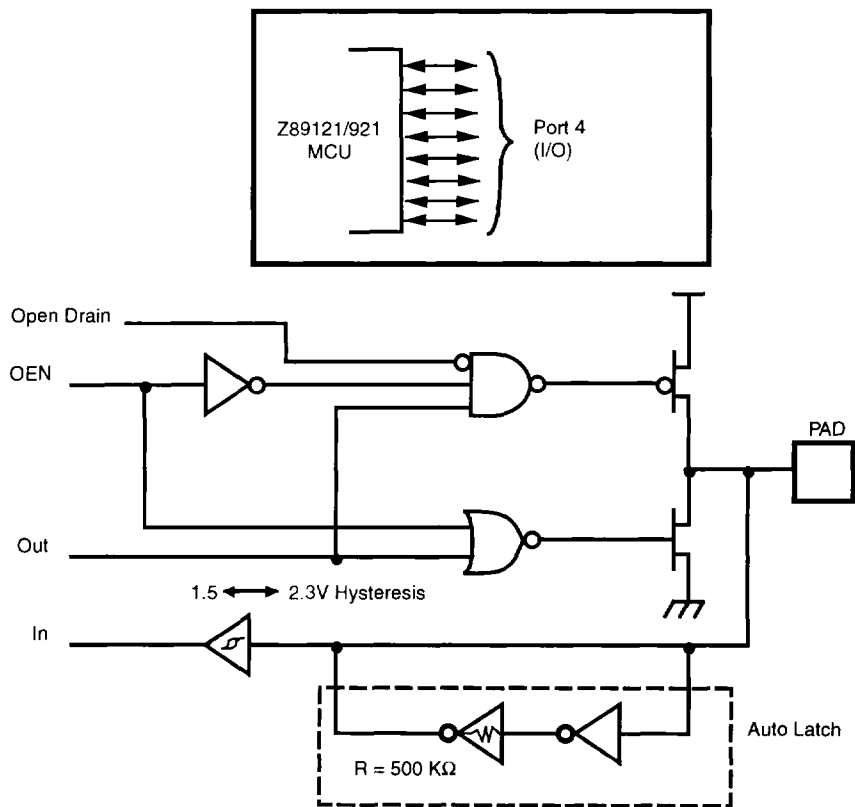 Z89121/921
MCU
Port 4
(I/O)
Open Drain
OEN
PAD
Out
1.5 2.3V Hysteresis
In
Auto Latch
R = 500 KΩ